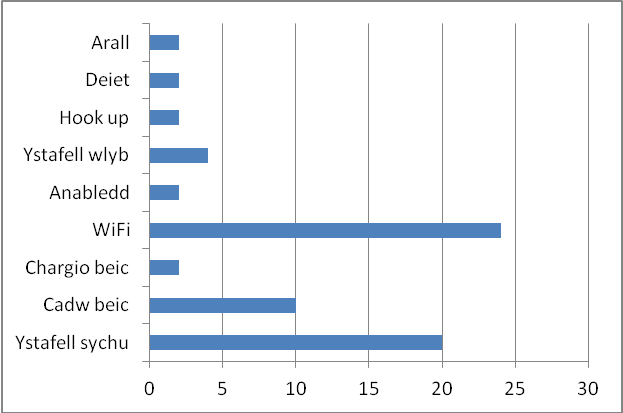 Arall
Deiet
Hook up
Ystafell wlyb
Anabledd
WiFi
Chargio beic
Cadw beic
Ystafell sychu
0 5 10 15 20 25 30